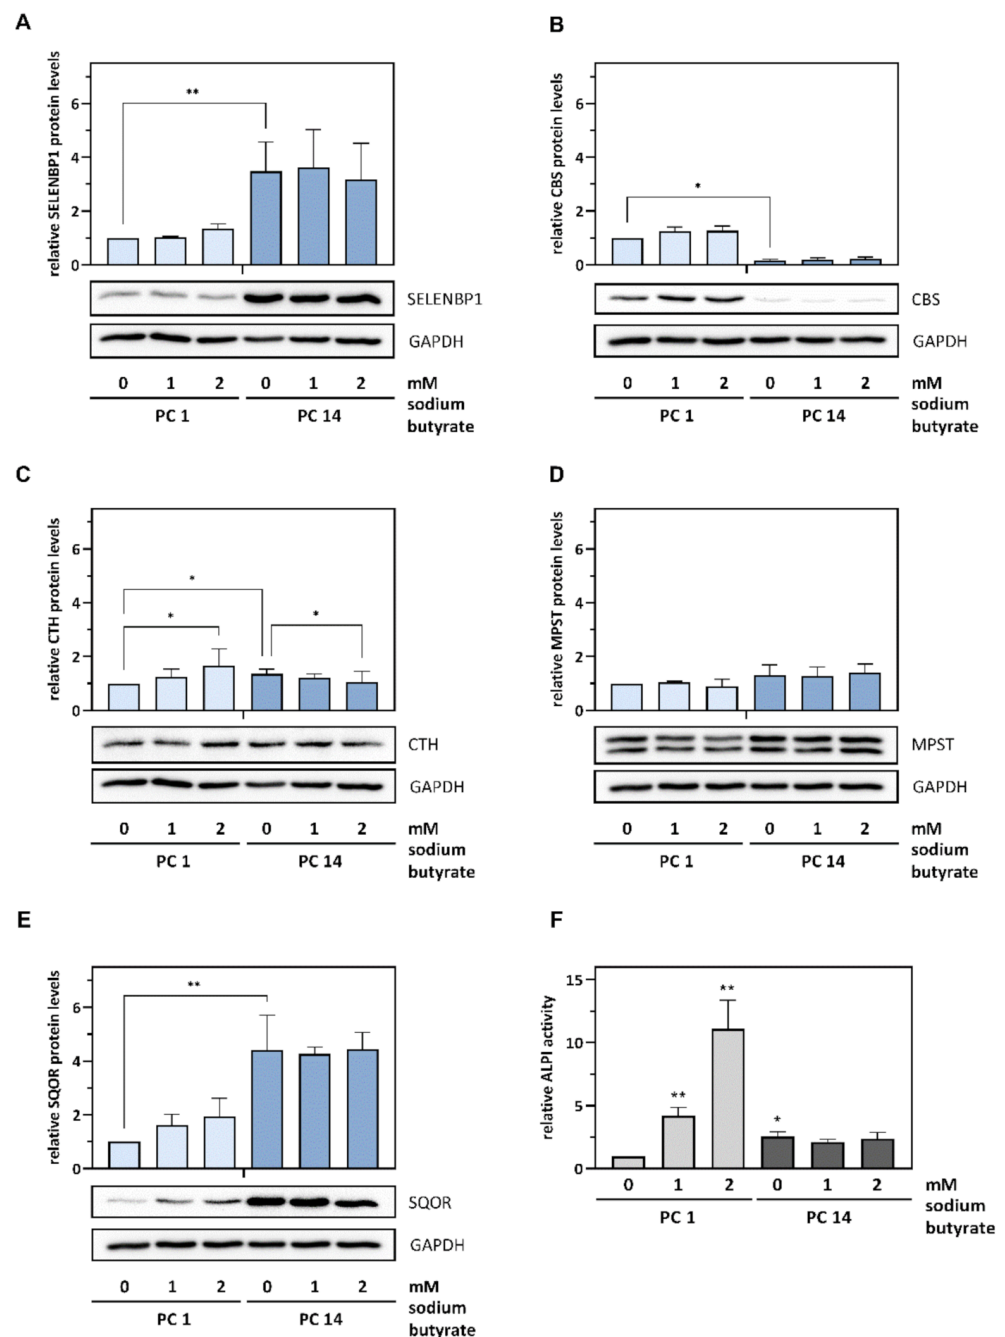 A
relative SELENBP1 protein levels
6
4
2
0
**
SELENBP1
GAPDH
0 1 2 0 1 2 mM
sodium
butyrate
PC 1 PC 14
B
relative CBS protein levels
6
4
2
0
*
CBS
GAPDH
0 1 2 0 1 2 mM
sodium
butyrate
PC 1 PC 14
C
relative CTH protein levels
6
4
2
0
*
*
*
CTH
GAPDH
0 1 2 0 1 2 mM
sodium
butyrate
PC 1 PC 14
D
relative MPST protein levels
6
4
2
0
MPST
GAPDH
0 1 2 0 1 2 mM
sodium
butyrate
PC 1 PC 14
E
relative SQOR protein levels
6
4
2
0
**
SQOR
GAPDH
0 1 2 0 1 2 mM
sodium
butyrate
PC 1 PC 14
F
relative ALPI activity
15
10
5
0
**
**
*
0 1 2 0 1 2 mM
sodium
butyrate
PC 1 PC 14